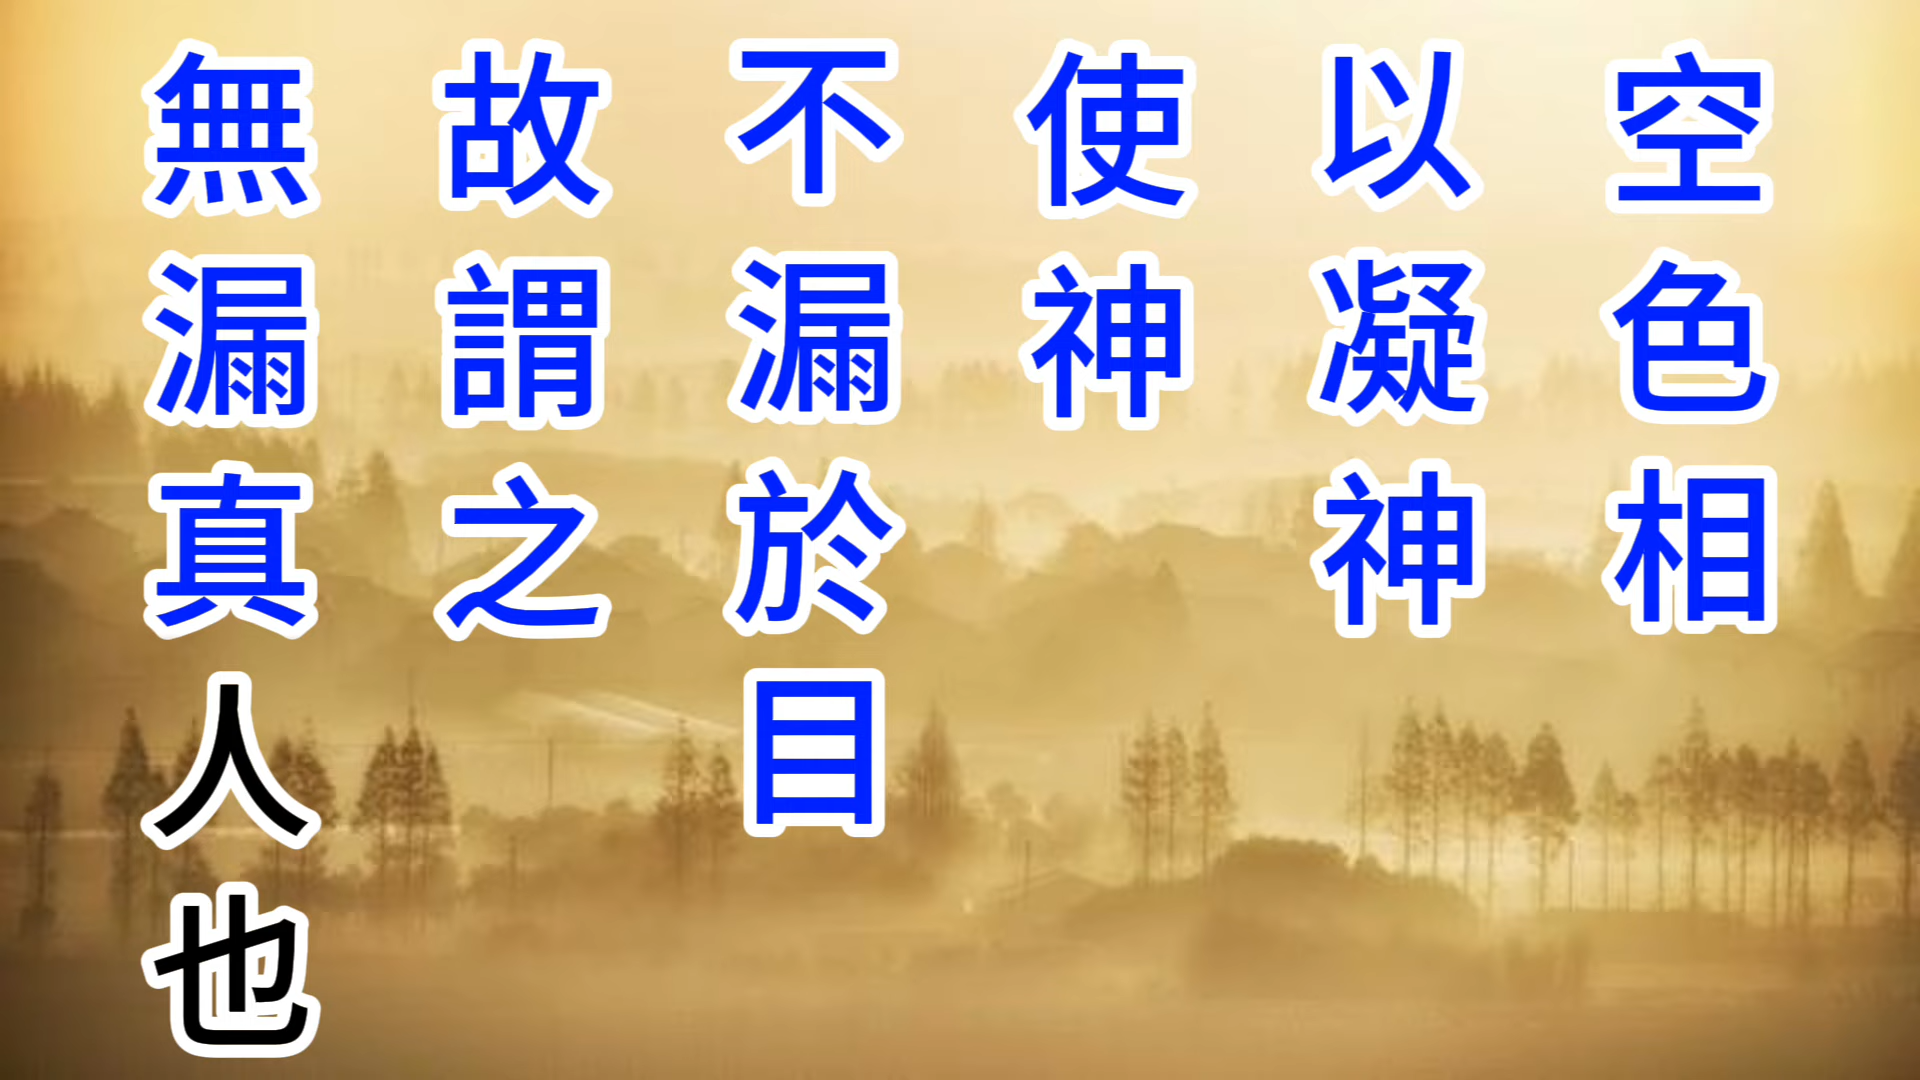 空色相
以凝神
使神
不漏於目
故謂之
無漏真人也